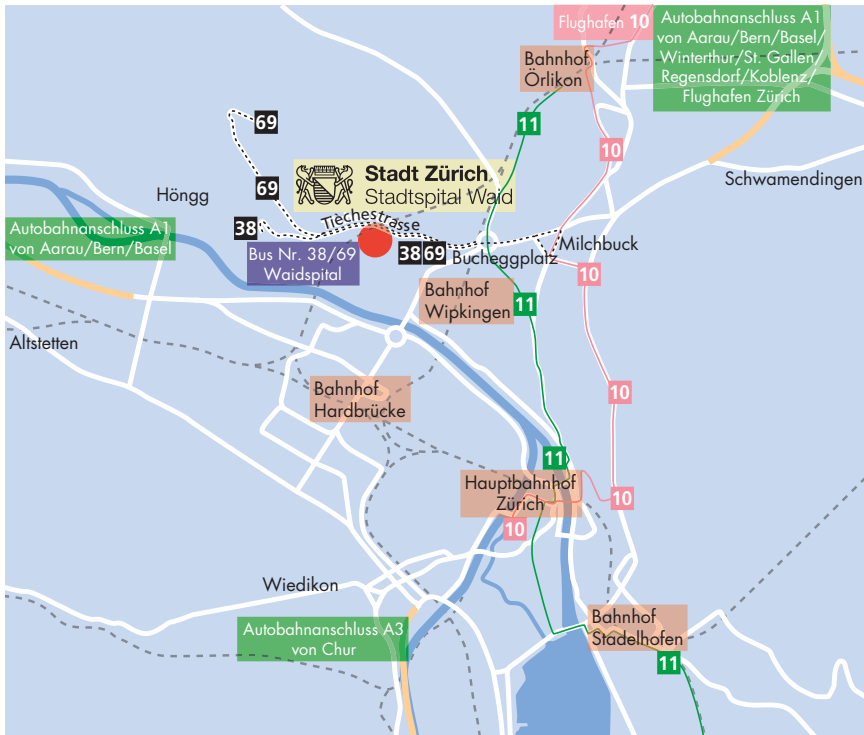 Flughafen 10
10
Autobahnanschluss A1
von Aarau/Bern/Basel/
Winterthur/St. Gallen/
Regensdorf/Koblenz/
Flughafen Zürich
Bahnhof
Örlikon
11
69
10
Stadt Zürich
Stadtspital Waid
Schwamendingen
69
Höngg
Tièchestrasse
38
Autobahnanschluss A1
von Aarau/Bern/Basel
Bus Nr. 38/69
Waidspital
38 69
Bucheggplatz
Milchbuck
10
Bahnhof
Wipkingen
11
Altstetten
Bahnhof
Hardbrücke
10
11
Hauptbahnhof
Zürich
10
10
Wiedikon
Autobahnanschluss A3
von Chur
Bahnhof
Stadelhofen
11